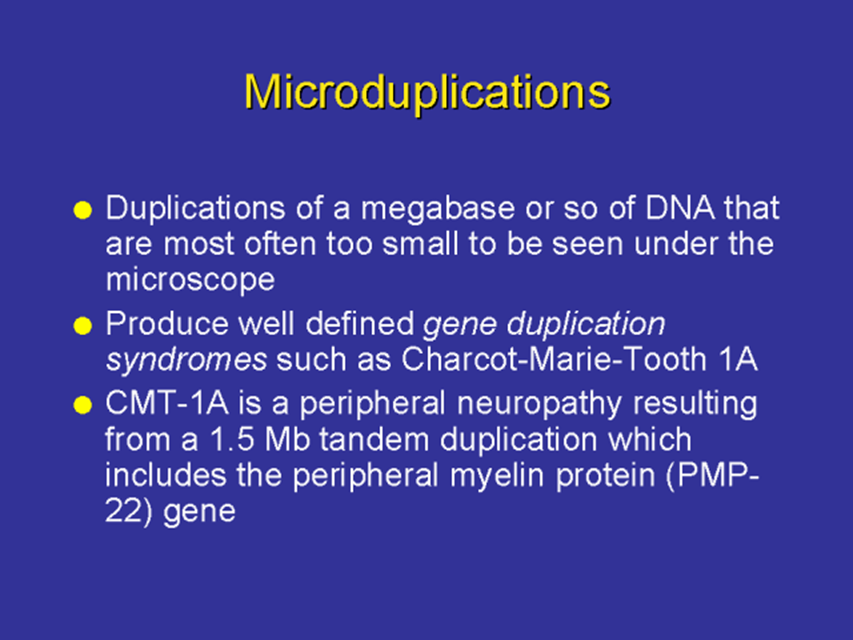 Microduplications
Duplications of a megabase or so of DNA that
are most often too small to be seen under the
microscope
Produce well defined gene duplication
syndromes such as Charcot-Marie-Tooth 1A
CMT-1A is a peripheral neuropathy resulting
from a 1.5 Mb tandem duplication which
includes the peripheral myelin protein (PMP-
22) gene